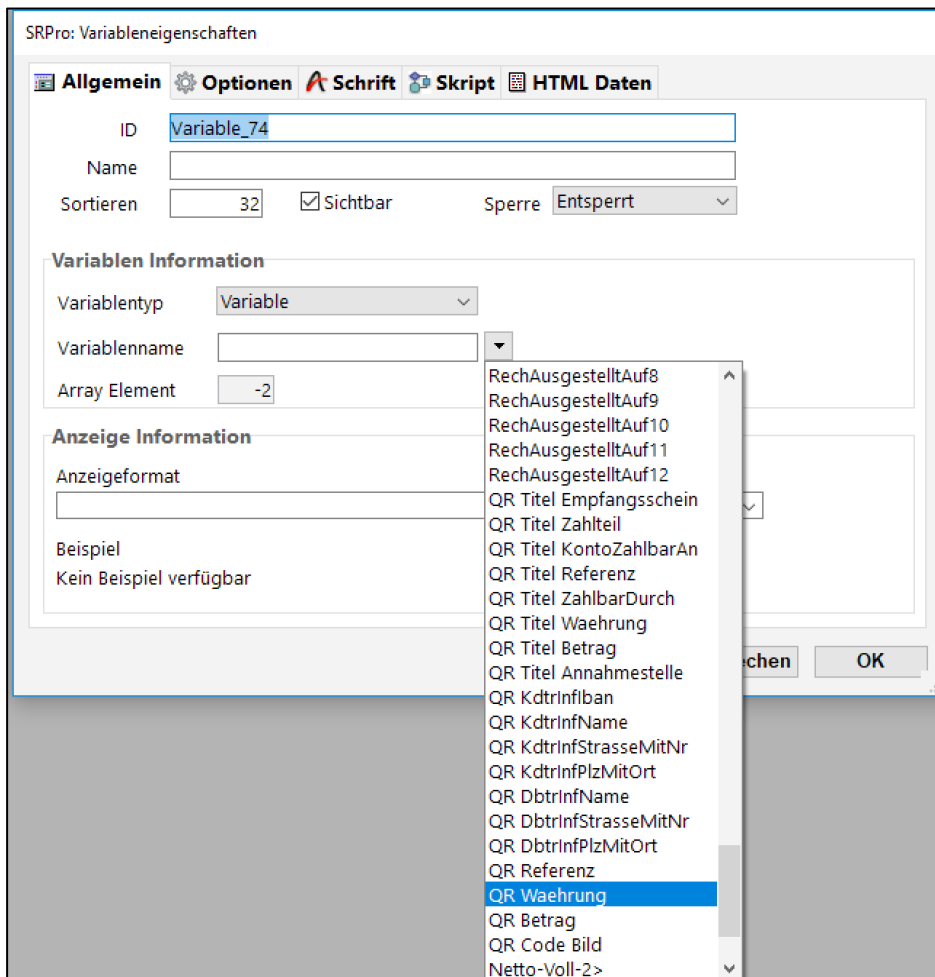 SRPro: Variableneigenschaften
Allgemein Optionen Schrift Skript HTML Daten
ID Variable_74
Name
Sortieren 32 Sichtbar Sperre Entsperrt
Variablen Information
Variablentyp Variable
Variablenname
Array Element -2
RechAusgestelltAuf8
RechAusgestelltAuf9
RechAusgestelltAuf10
RechAusgestelltAuf11
RechAusgestelltAuf12
QR Titel Empfangsschein
QR Titel Zahlteil
QR Titel KontoZahlbarAn
QR Titel Referenz
QR Titel ZahlbarDurch
QR Titel Waehrung
QR Titel Betrag
QR Titel Annahmestelle
QR KdtrInfIban
QR KdtrInfName
QR KdtrInfStrasseMitNr
QR KdtrInfPlzMitOrt
QR DbtrInfName
QR DbtrInfStrasseMitNr
QR DbtrInfPlzMitOrt
QR Referenz
QR Waehrung
QR Betrag
QR Code Bild
Netto-Voll-2>
Anzeige Information
Anzeigeformat
Beispiel
Kein Beispiel verfügbar
echen OK